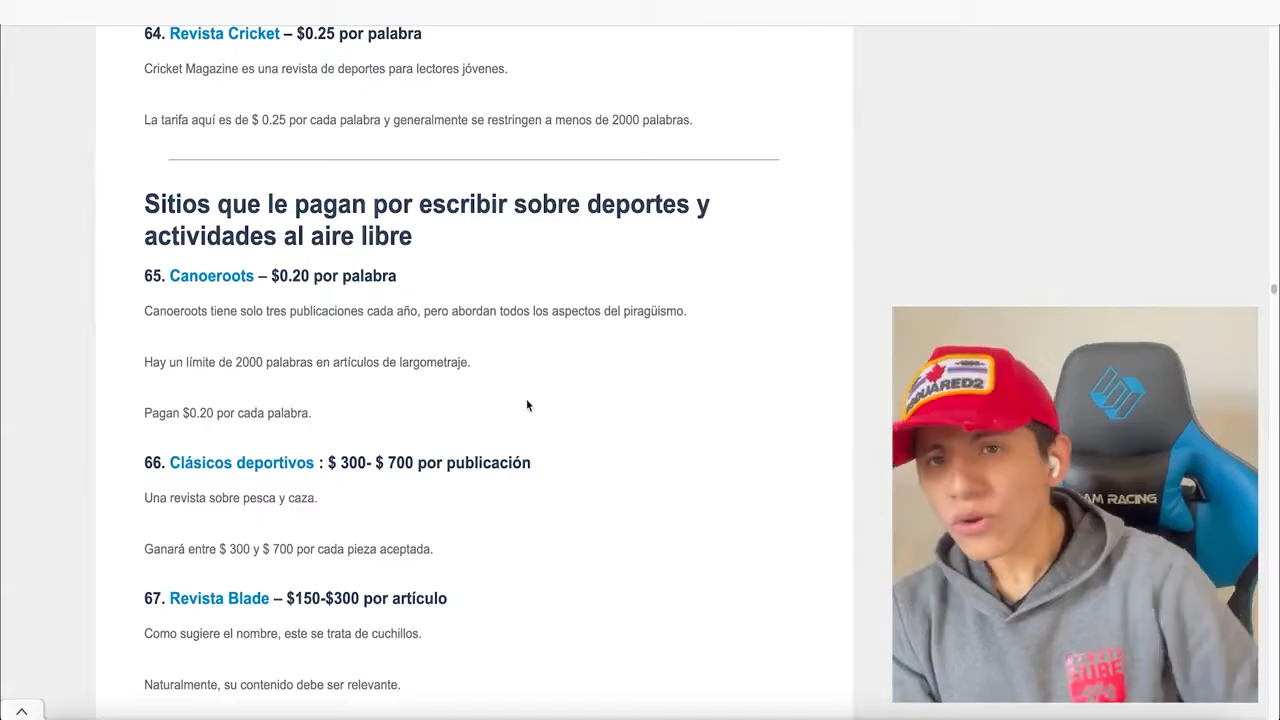 64. Revista Cricket – $0.25 por palabra
Cricket Magazine es una revista de deportes para lectores jóvenes.
La tarifa aquí es de $ 0.25 por cada palabra y generalmente se restringen a menos de 2000 palabras.
Sitios que le pagan por escribir sobre deportes y
actividades al aire libre
65. Canoeroots – $0.20 por palabra
Canoeroots tiene solo tres publicaciones cada año, pero abordan todos los aspectos del piragüismo.
Hay un límite de 2000 palabras en artículos de largometraje.
Pagan $0.20 por cada palabra.
66. Clásicos deportivos : $ 300- $ 700 por publicación
Una revista sobre pesca y caza.
Ganará entre $ 300 y $ 700 por cada pieza aceptada.
67. Revista Blade – $150-$300 por artículo
Como sugiere el nombre, este se trata de cuchillos.
Naturalmente, su contenido debe ser relevante.
RACING